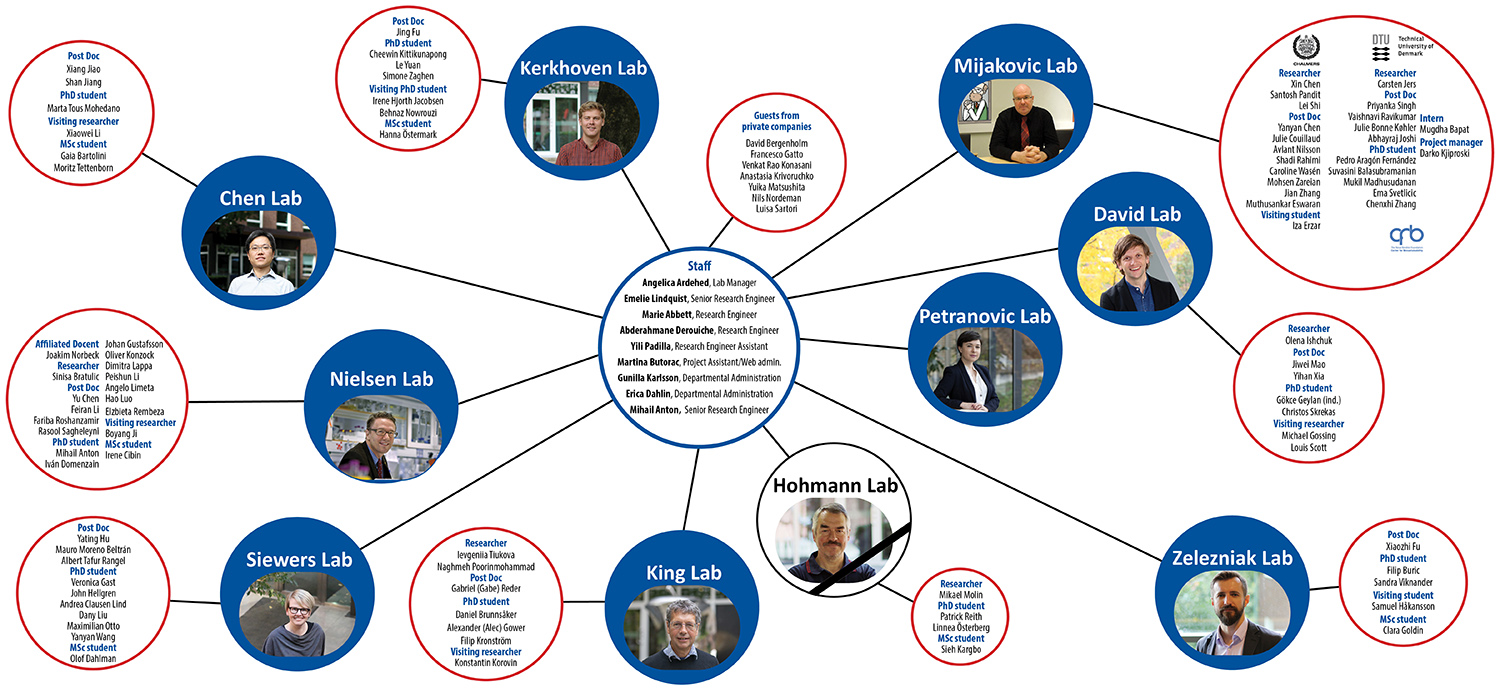 Post Doc
Xiang Jiao
Shan Jiang
PhD student
Marta Tous Mohedano
Visiting researcher
Xiaowei Li
MSc student
Gaia Bartolini
Moritz Tettenborn
Chen Lab
Post Doc
Jing Fu
PhD student
Cheewin Kittikunapong
Le Yuan
Simone Zaghen
Visiting PhD student
Irene Hjorth Jacobsen
Behnaz Nowrouzi
MSc student
Hanna Östermark
Kerkhoven Lab
Guests from
private companies
David Bergenholm
Francesco Gatto
Venkat Rao Konasani
Anastasia Krivoruchko
Yuika Matsushita
Nils Nordeman
Luisa Sartori
Mijakovic Lab
CHALMERS
Researcher
Xin Chen
Santosh Pandit
Lei Shi
Post Doc
Yanyan Chen
Julie Couillaud
Avlant Nilsson
Shadi Rahimi
Caroline Wasén
Mohsen Zareian
Jian Zhang
Muthusankar Eswaran
Visiting student
Iza Erzar
DTU
Technical
University of
Denmark
Researcher
Carsten Jers
Post Doc
Priyanka Singh
Vaishnavi Ravikumar
Julie Bonne Køhler
Abhayraj Joshi
PhD student
Pedro Aragón Fernández
Suvasini Balasubramanian
Mukil Madhusudanan
Ema Svetlicic
Chenxhi Zhang
Intern
Mugdha Bapat
Project manager
Darko Kjiproski
David Lab
Researcher
Olena Ishchuk
Post Doc
Jiwei Mao
Yihan Xia
PhD student
Gökce Geylan (ind.)
Christos Skrekas
Visiting researcher
Michael Gossing
Louis Scott
Petranovic Lab
Staff
Angelica Ardehed, Lab Manager
Emelie Lindquist, Senior Research Engineer
Marie Abbett, Research Engineer
Abderahmane Derouiche, Research Engineer
Yili Padilla, Research Engineer Assistant
Martina Butorac, Project Assistant/Web admin.
Gunilla Karlsson, Departmental Administration
Erica Dahlin, Departmental Administration
Mihail Anton, Senior Research Engineer
Affiliated Docent
Joakim Norbeck
Researcher
Sinisa Bratulic
Post Doc
Yu Chen
Feiran Li
Fariba Roshanzamir
Rasool Sagheleyni
PhD student
Mihail Anton
Iván Domenzain
Johan Gustafsson
Oliver Konzock
Dimitra Lappa
Peishun Li
Angelo Limeta
Hao Luo
Elzbieta Rembeza
Visiting researcher
Boyang Ji
MSc student
Irene Cibin
Nielsen Lab
Post Doc
Yating Hu
Mauro Moreno Beltrán
Albert Tafur Rangel
PhD student
Veronica Gast
John Hellgren
Andrea Clausen Lind
Dany Liu
Maximilian Otto
Yanyan Wang
MSc student
Olof Dahlman
Siewers Lab
Researcher
Ievgeniia Tiukova
Naghmeh Poorinmohammad
Post Doc
Gabriel (Gabe) Reder
PhD student
Daniel Brunnsåker
Alexander (Alec) Gower
Filip Kronström
Visiting researcher
Konstantin Korovin
King Lab
Hohmann Lab
Researcher
Mikael Molin
PhD student
Patrick Reith
Linnea Österberg
MSc student
Sieh Kargbo
Zelezniak Lab
Post Doc
Xiaozhi Fu
PhD student
Filip Buric
Sandra Viknander
Visiting student
Samuel Håkansson
MSc student
Clara Goldin